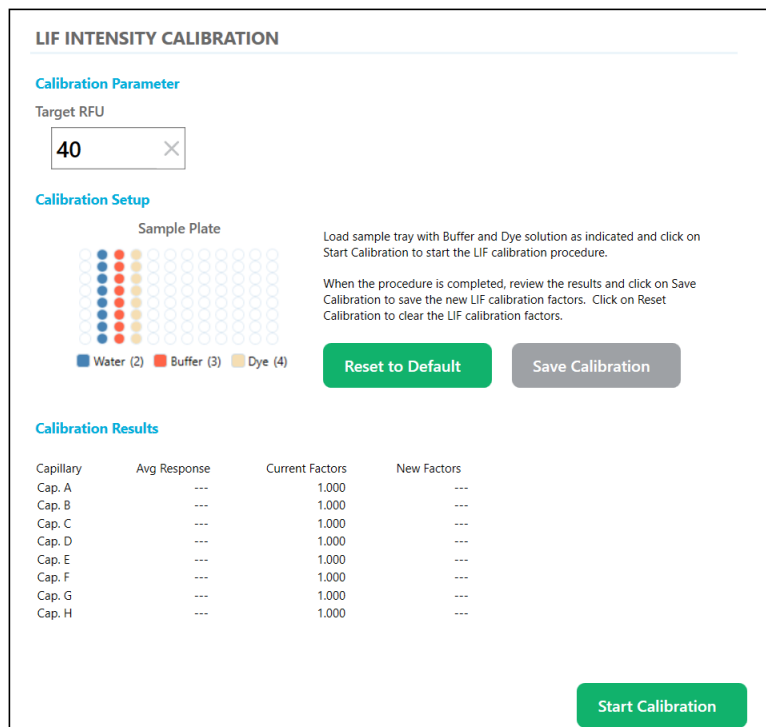 LIF INTENSITY CALIBRATION
Calibration Parameter
Target RFU
40
Calibration Setup
Sample Plate
Water (2) Buffer (3) Dye (4)
Load sample tray with Buffer and Dye solution as indicated and click on
Start Calibration to start the LIF calibration procedure.
When the procedure is completed, review the results and click on Save
Calibration to save the new LIF calibration factors. Click on Reset
Calibration to clear the LIF calibration factors.
Reset to Default Save Calibration
Calibration Results
Capillary Avg Response Current Factors New Factors
Cap. A --- 1.000 ---
Cap. B --- 1.000 ---
Cap. C --- 1.000 ---
Cap. D --- 1.000 ---
Cap. E --- 1.000 ---
Cap. F --- 1.000 ---
Cap. G --- 1.000 ---
Cap. H --- 1.000 ---
Start Calibration